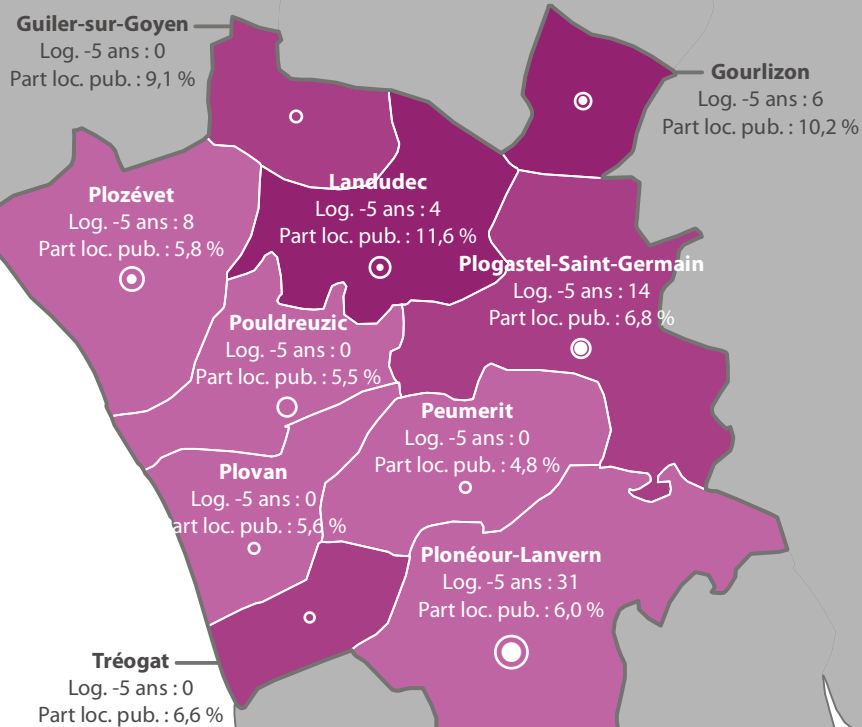 Guiler-sur-Goyen
Log. -5 ans : 0
Part loc. pub. : 9,1 %
Gourlizon
Log. -5 ans : 6
Part loc. pub. : 10,2 %
Landudec
Log. -5 ans : 4
Part loc. pub. : 11,6 %
Plozévet
Log. -5 ans : 8
Part loc. pub. : 5,8 %
Plogastel-Saint-Germain
Log. -5 ans : 14
Part loc. pub. : 6,8 %
Pouldreuzic
Log. -5 ans : 0
Part loc. pub. : 5,5 %
Peumerit
Log. -5 ans : 0
Part loc. pub. : 4,8 %
Plovan
Log. -5 ans : 0
Part loc. pub. : 5,6 %
Plonéour-Lanvern
Log. -5 ans : 31
Part loc. pub. : 6,0 %
Tréogat
Log. -5 ans : 0
Part loc. pub. : 6,6 %